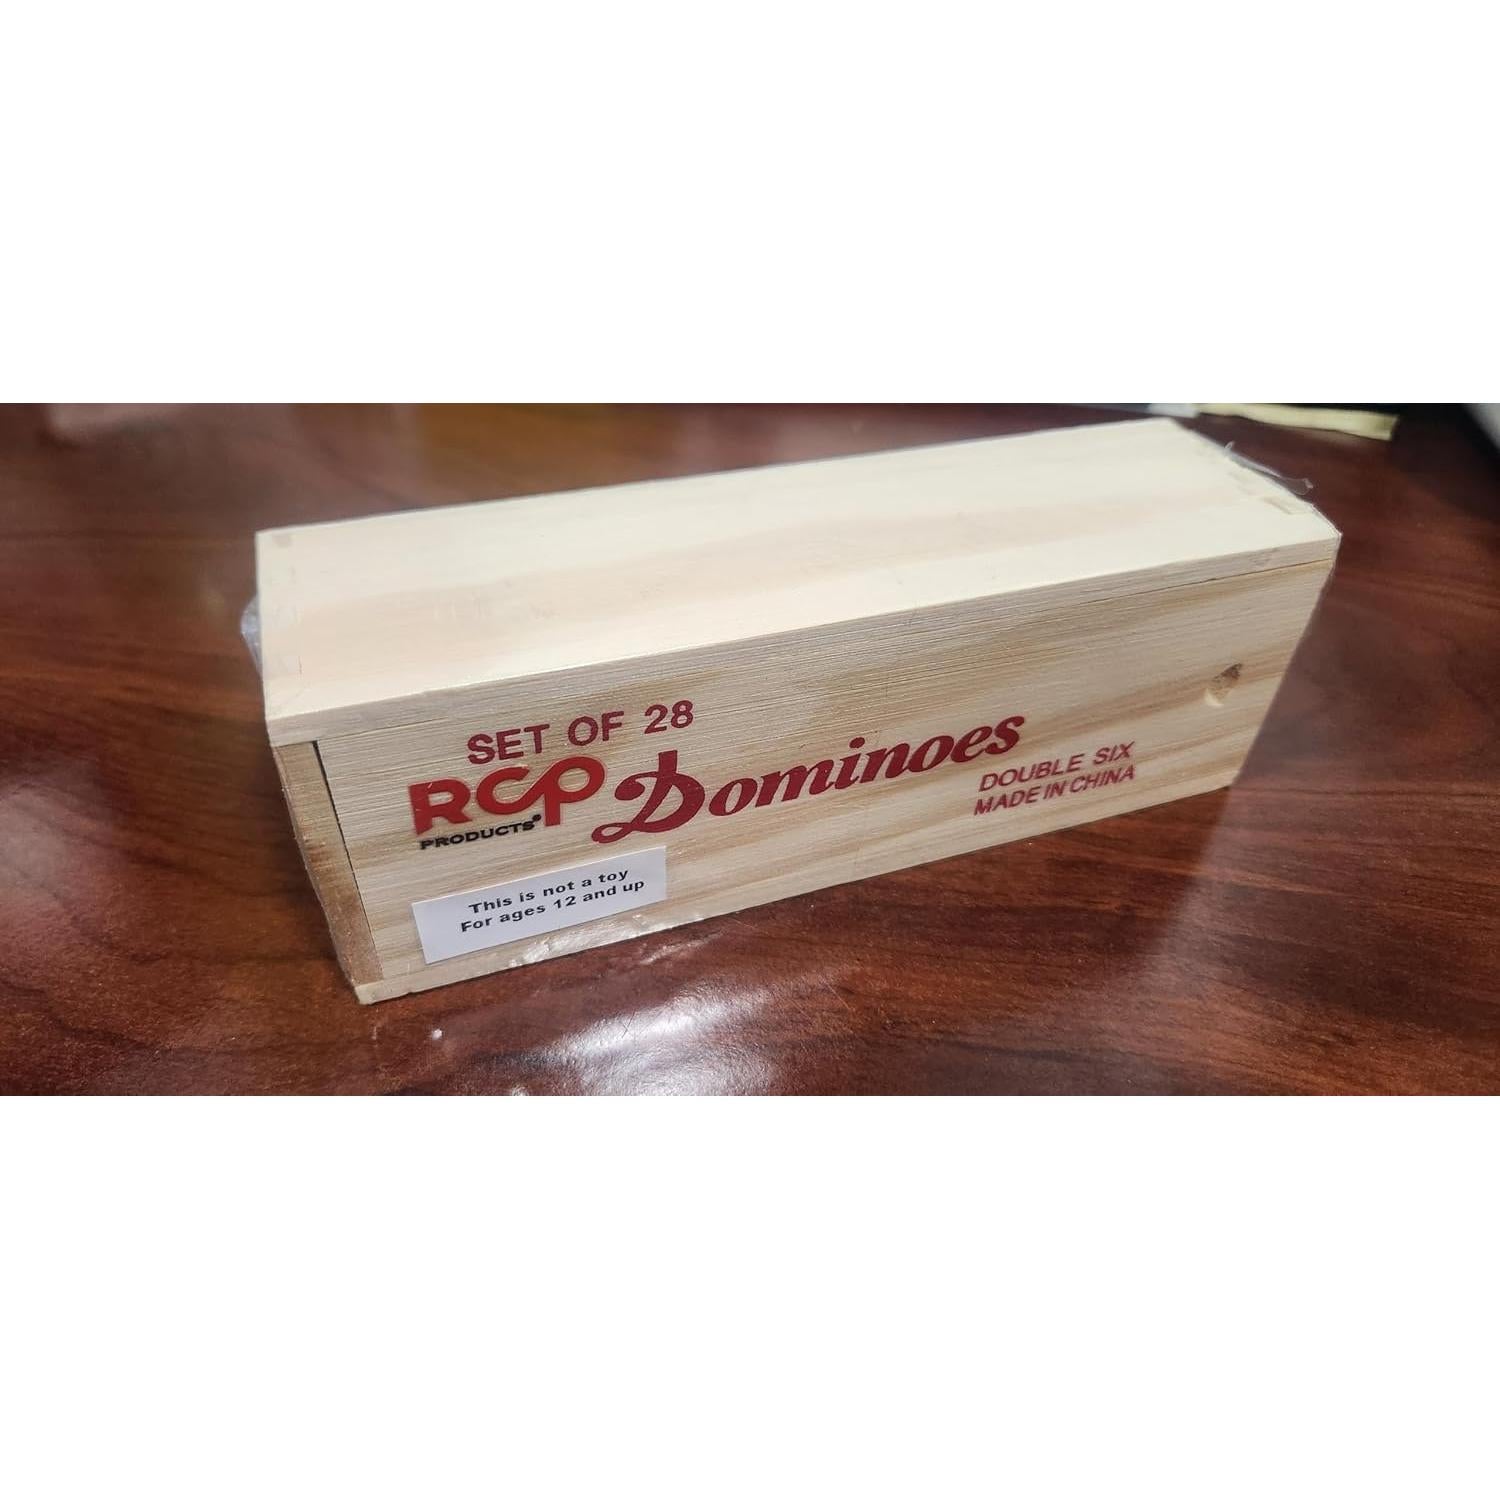 SET OF 28
RCP Dominoes
PRODUCTS®
DOUBLE SIX
MADE IN CHINA
This is not a toy
For ages 12 and up